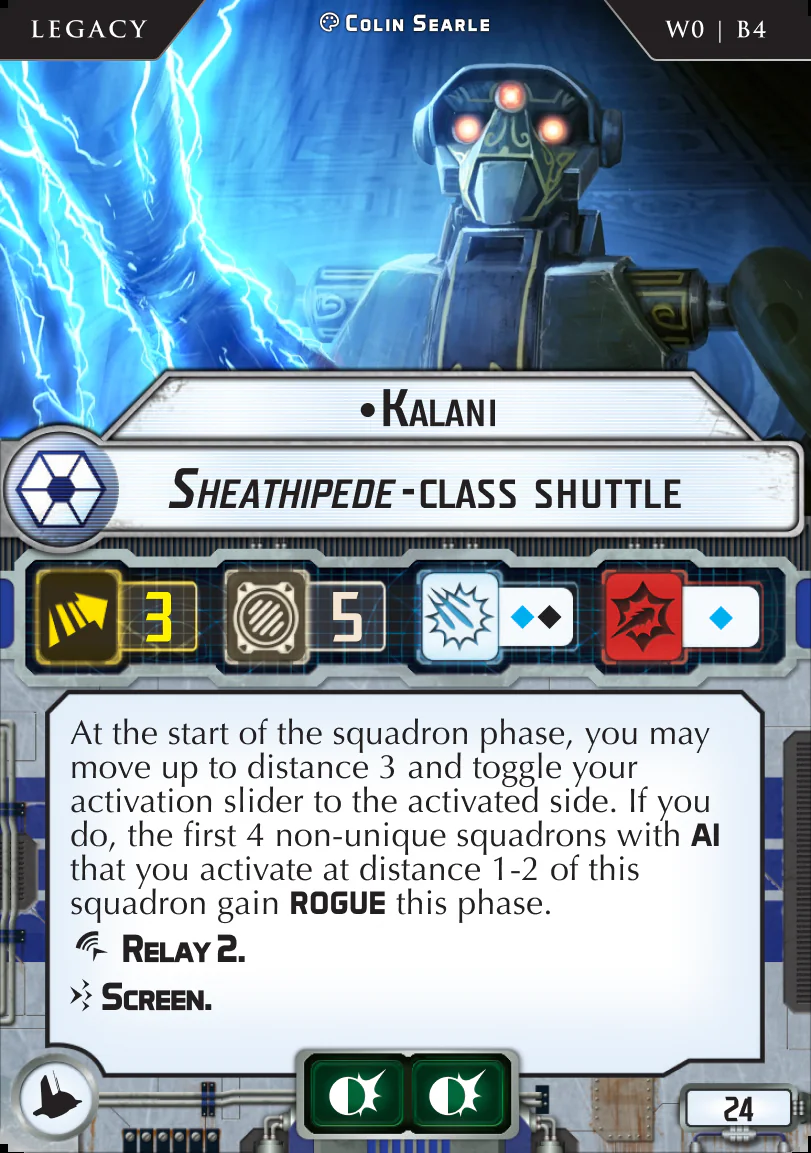 LEGACY
COLIN SEARLE
W0 | B4
•KALANI
SHEATHIPEDE-CLASS SHUTTLE
3
5
At the start of the squadron phase, you may
move up to distance 3 and toggle your
activation slider to the activated side. If you
do, the first 4 non-unique squadrons with AI
that you activate at distance 1-2 of this
squadron gain ROGUE this phase.
RELAY 2.
SCREEN.
24